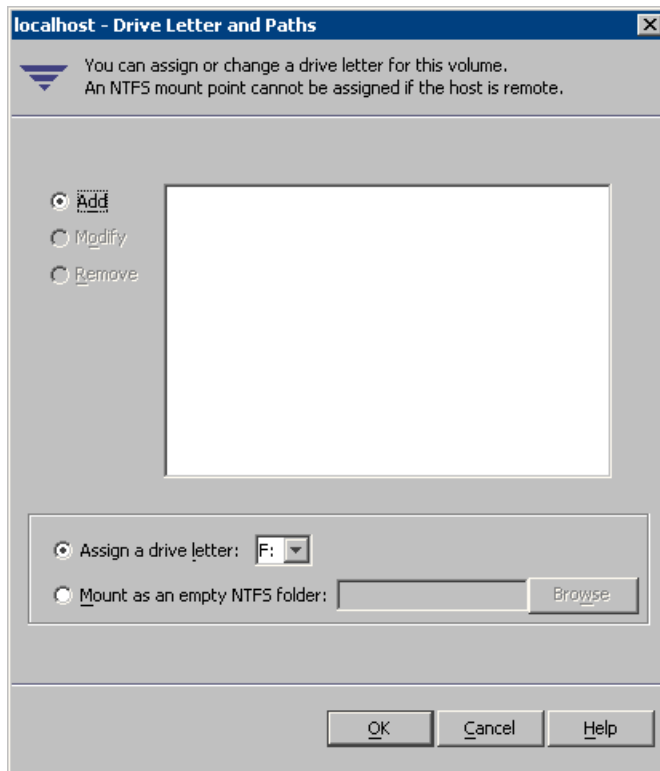 localhost - Drive Letter and Paths
You can assign or change a drive letter for this volume.
An NTFS mount point cannot be assigned if the host is remote.
Add
Modify
Remove
Assign a drive letter: F:
Mount as an empty NTFS folder: Browse
OK Cancel Help